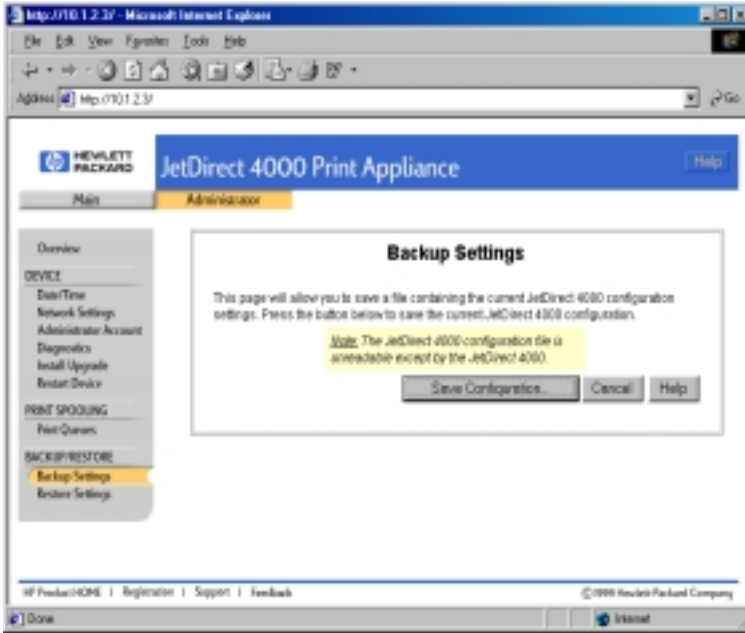 http://10.1.2.3/ - Microsoft Internet Explorer
File Edit View Favorites Tools Help
Address http://10.1.2.3/ Go
HEWLETT PACKARD
JetDirect 4000 Print Appliance
Help
Main
Administrator
Overview
DEVICE
Date/Time
Network Settings
Administrator Account
Diagnostics
Install Upgrade
Restart Device
PRINT SPOOLING
Print Queues
BACKUP/RESTORE
Backup Settings
Restore Settings
Backup Settings
This page will allow you to save a file containing the current JetDirect 4000 configuration
settings. Press the button below to save the current JetDirect 4000 configuration.
Note: The JetDirect 4000 configuration file is
unreadable except by the JetDirect 4000.
Save Configuration... Cancel Help
HP Product HOME | Registration | Support | Feedback
© 1999 Hewlett-Packard Company
Done
Internet